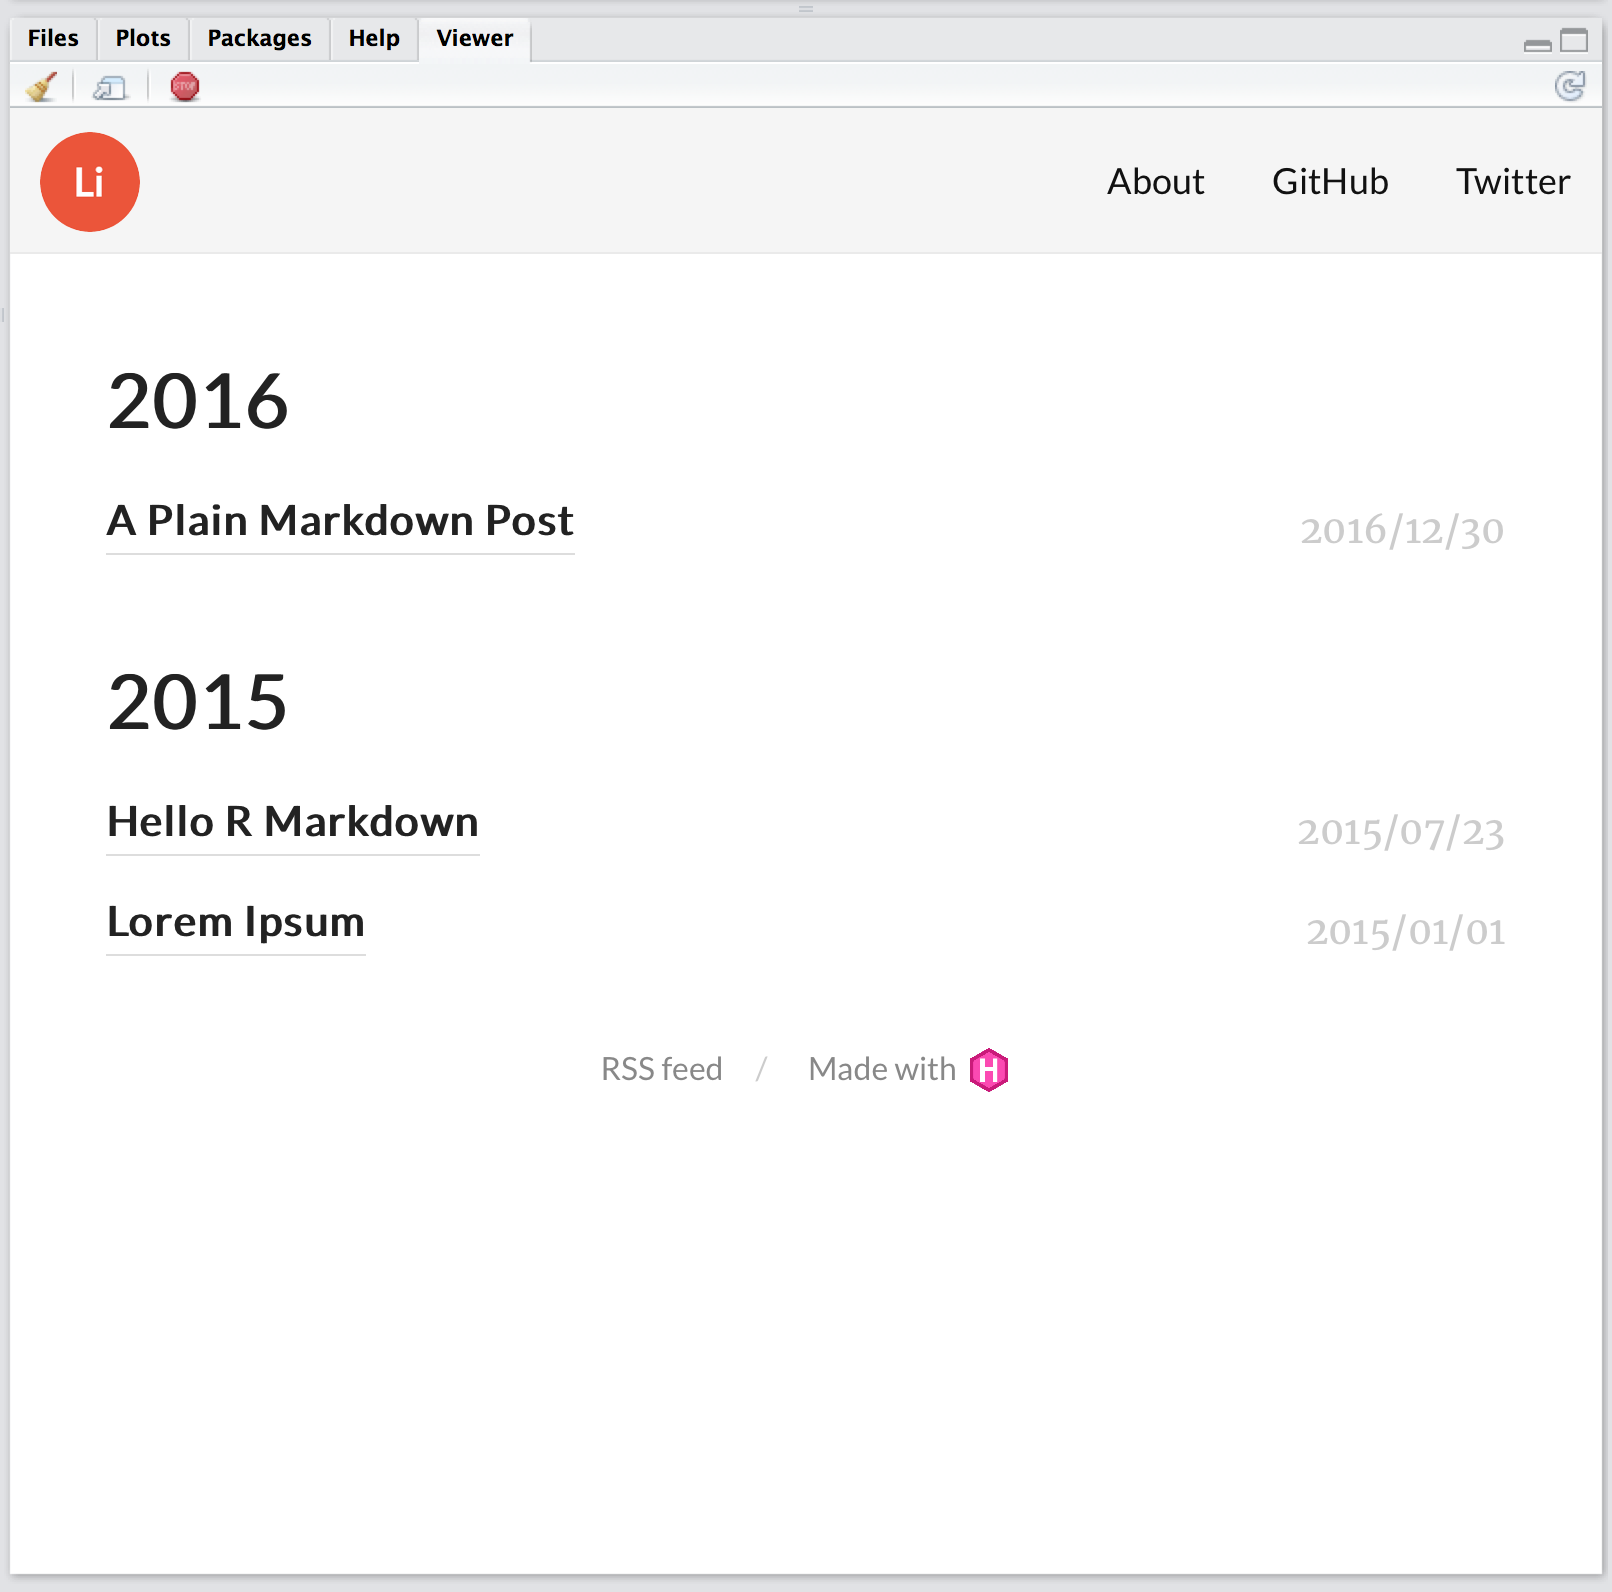 Files Plots Packages Help Viewer
STOP
Li About GitHub Twitter
2016
A Plain Markdown Post 2016/12/30
2015
Hello R Markdown 2015/07/23
Lorem Ipsum 2015/01/01
RSS feed / Made with H